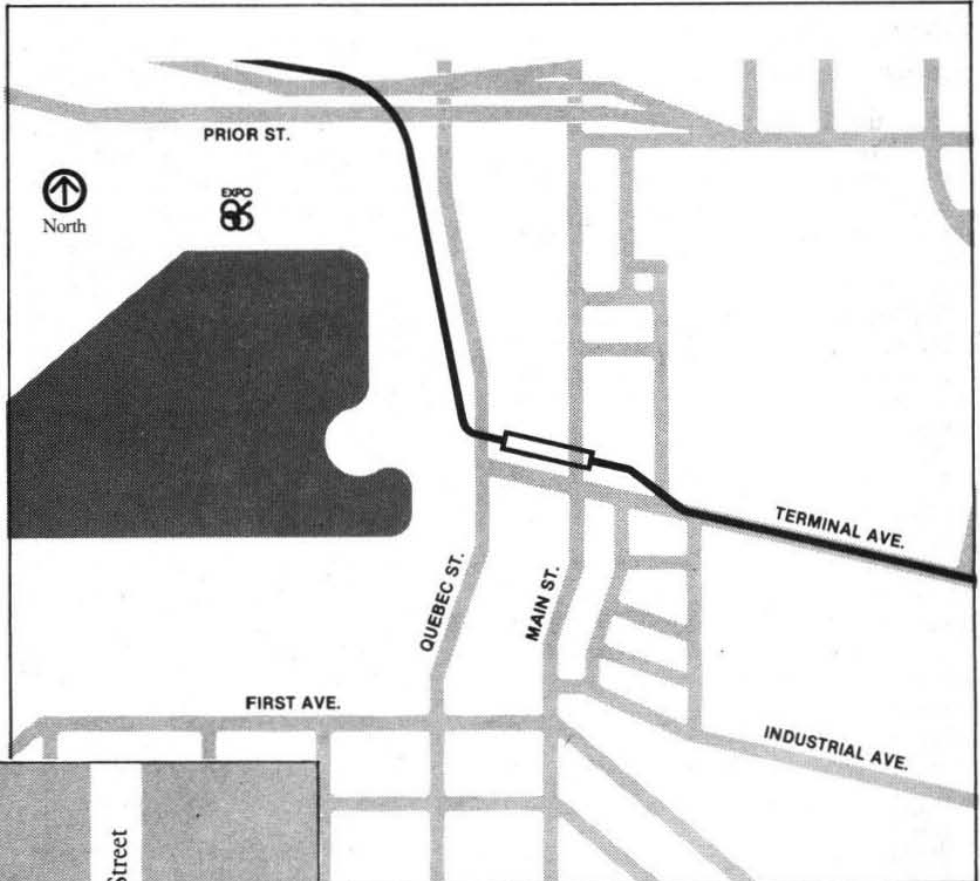 PRIOR ST.
EXPO
86
North
TERMINAL AVE.
QUEBEC ST.
MAIN ST.
FIRST AVE.
INDUSTRIAL AVE.
Street